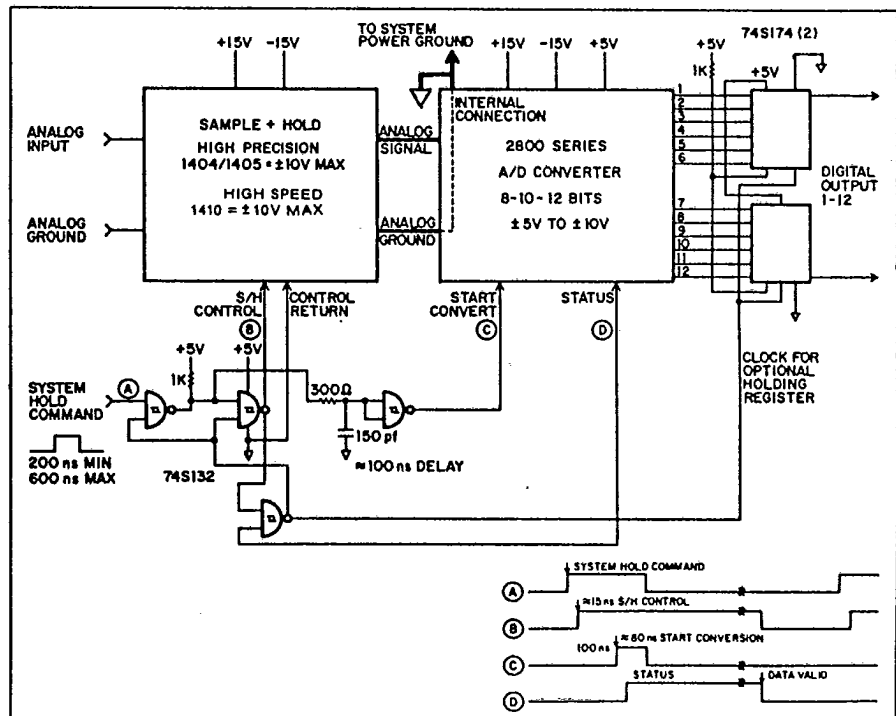 TO SYSTEM
POWER GROUND
+15V -15V
+15V -15V +5V
74S174 (2)
+5V
1K
+5V
INTERNAL
CONNECTION
ANALOG
INPUT
SAMPLE + HOLD
HIGH PRECISION
1404/1405 = ±10V MAX
HIGH SPEED
1410 = ±10V MAX
ANALOG
SIGNAL
2800 SERIES
A/D CONVERTER
8-10-12 BITS
±5V TO ±10V
1
2
3
4
5
6
7
8
9
10
11
12
DIGITAL
OUTPUT
1-12
ANALOG
GROUND
ANALOG
GROUND
S/H
CONTROL
B
CONTROL
RETURN
START
CONVERT
C
STATUS
D
CLOCK FOR
OPTIONAL
HOLDING
REGISTER
SYSTEM
HOLD
COMMAND
A
+5V
1K
+5V
300Ω
150 pf
≈100 ns DELAY
200 ns MIN
600 ns MAX
74S132
A SYSTEM HOLD COMMAND
B ≈15 ns S/H CONTROL
C 100 ns ≈80 ns START CONVERSION
D STATUS DATA VALID